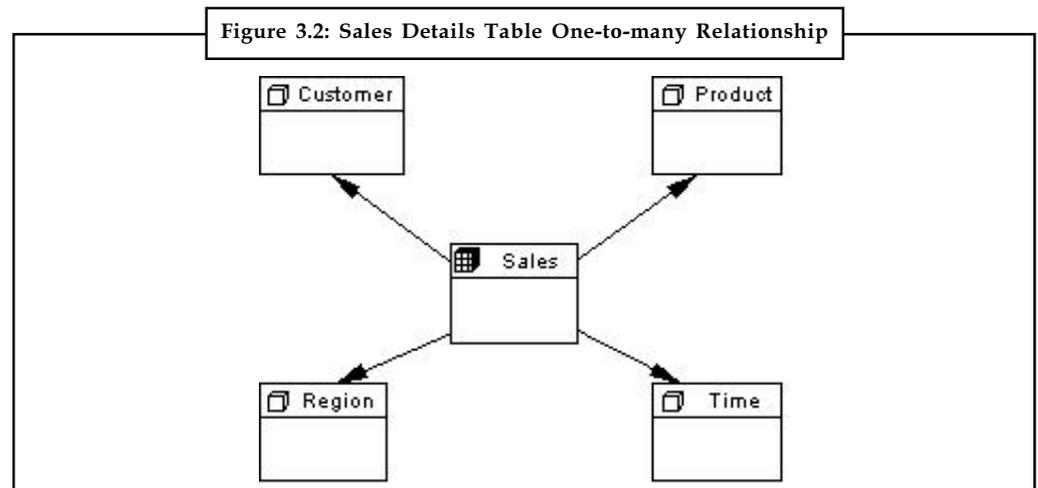 Figure 3.2: Sales Details Table One-to-many Relationship
Customer
Product
Sales
Region
Time